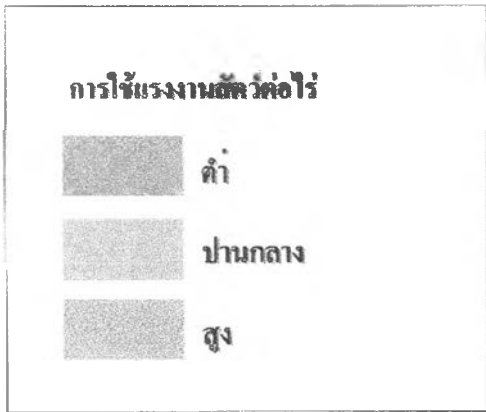 การใช้แรงงานสัตว์ต่อไร่
ต่ำ
ปานกลาง
สูง